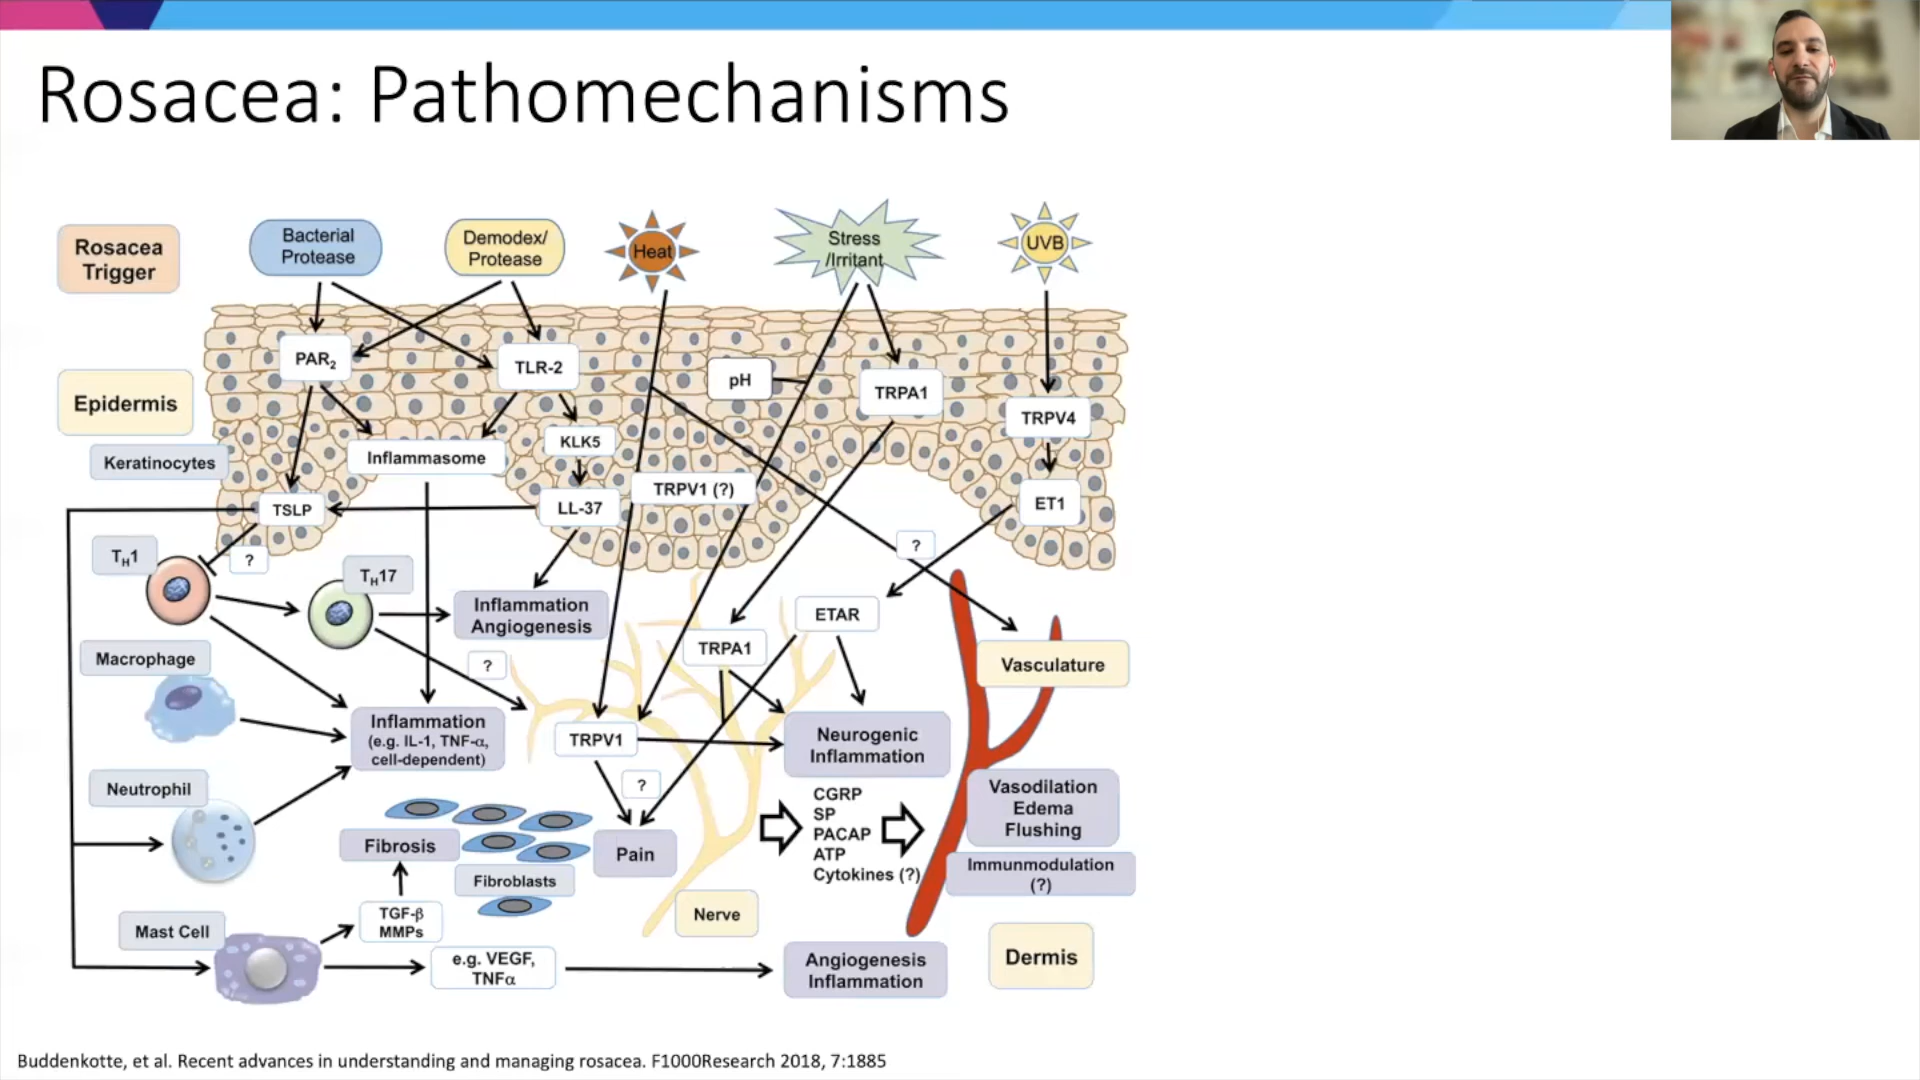 Rosacea: Pathomechanisms
Rosacea
Trigger
Bacterial
Protease
Demodex/
Protease
Heat
Stress
/Irritant
UVB
PAR2
TLR-2
pH
TRPA1
TRPV4
Epidermis
Keratinocytes
Inflammasome
KLK5
TRPV1 (?)
TSLP
LL-37
ET1
TH1
?
TH17
?
Inflammation
Angiogenesis
ETAR
TRPA1
Vasculature
Macrophage
?
Inflammation
(e.g. IL-1, TNF-α,
cell-dependent)
TRPV1
Neurogenic
Inflammation
Neutrophil
?
CGRP
SP
PACAP
ATP
Cytokines (?)
Vasodilation
Edema
Flushing
Immunmodulation
(?)
Fibrosis
Fibroblasts
Pain
Nerve
Mast Cell
TGF-β
MMPs
e.g. VEGF,
TNFα
Angiogenesis
Inflammation
Dermis
Buddenkotte, et al. Recent advances in understanding and managing rosacea. F1000Research 2018, 7:1885